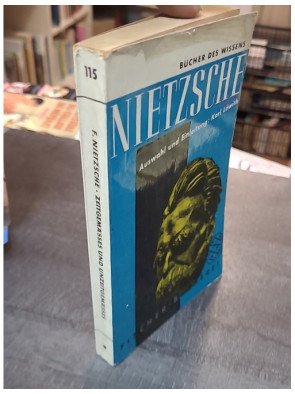 115
F. NIETZSCHE · ZEITGEMÄSSES UND UNZEITGEMÄSSES
BÜCHER DES WISSENS
NIETZSCHE
Auswahl und Einleitung: Karl Löwith